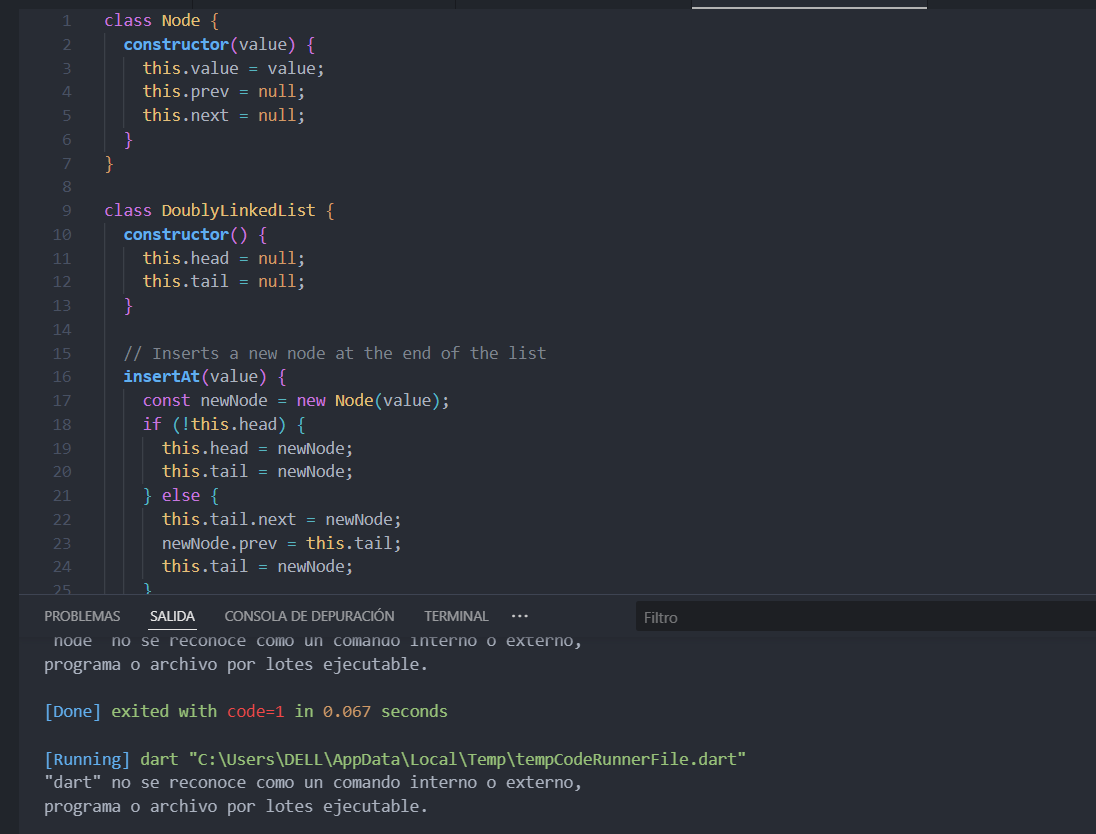 1 class Node {
2 constructor(value) {
3 this.value = value;
4 this.prev = null;
5 this.next = null;
6 }
7 }
8
9 class DoublyLinkedList {
10 constructor() {
11 this.head = null;
12 this.tail = null;
13 }
14
15 // Inserts a new node at the end of the list
16 insertAt(value) {
17 const newNode = new Node(value);
18 if (!this.head) {
19 this.head = newNode;
20 this.tail = newNode;
21 } else {
22 this.tail.next = newNode;
23 newNode.prev = this.tail;
24 this.tail = newNode;
25 }
PROBLEMAS SALIDA CONSOLA DE DEPURACIÓN TERMINAL ··· Filtro
"node" no se reconoce como un comando interno o externo,
programa o archivo por lotes ejecutable.
[Done] exited with code=1 in 0.067 seconds
[Running] dart "C:\Users\DELL\AppData\Local\Temp\tempCodeRunnerFile.dart"
"dart" no se reconoce como un comando interno o externo,
programa o archivo por lotes ejecutable.